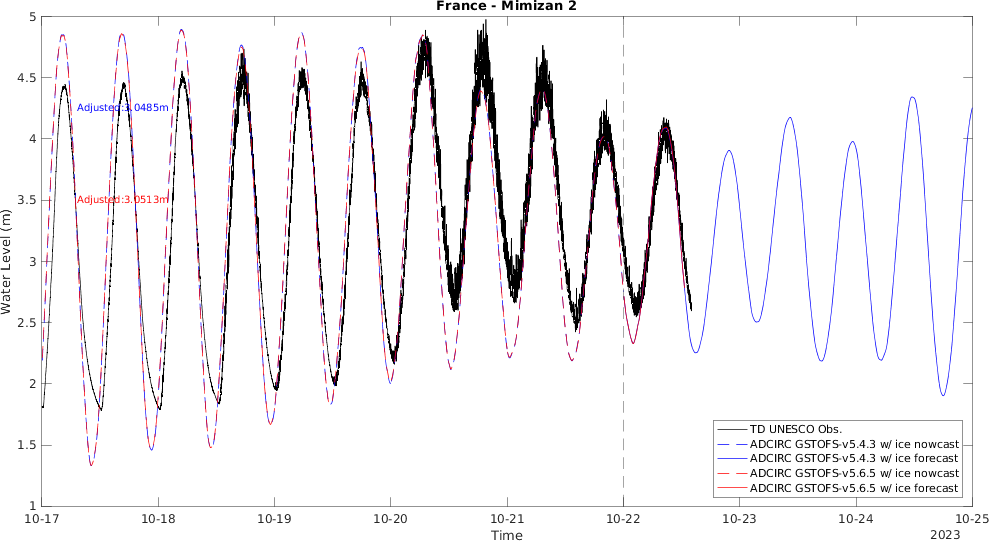 France - Mimizan 2
5
4.5
4
3.5
3
2.5
2
1.5
1
Water Level (m)
Adjusted:3.0485m
Adjusted:3.0513m
TD UNESCO Obs.
ADCIRC GSTOFS-v5.4.3 w/ ice nowcast
ADCIRC GSTOFS-v5.4.3 w/ ice forecast
ADCIRC GSTOFS-v5.6.5 w/ ice nowcast
ADCIRC GSTOFS-v5.6.5 w/ ice forecast
10-17 10-18 10-19 10-20 10-21 10-22 10-23 10-24 10-25
Time
2023